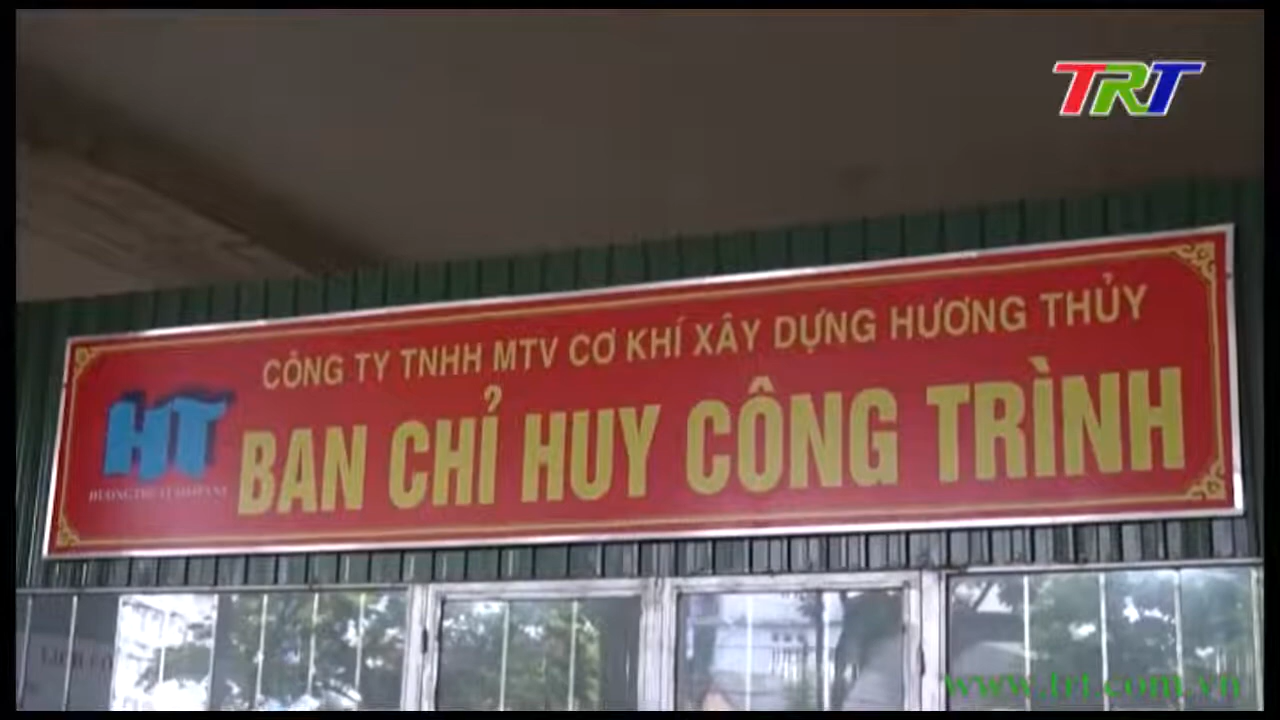 TRT
CÔNG TY TNHH MTV CƠ KHÍ XÂY DỰNG HƯƠNG THỦY
HT
BAN CHỈ HUY CÔNG TRÌNH
www.trt.com.vn